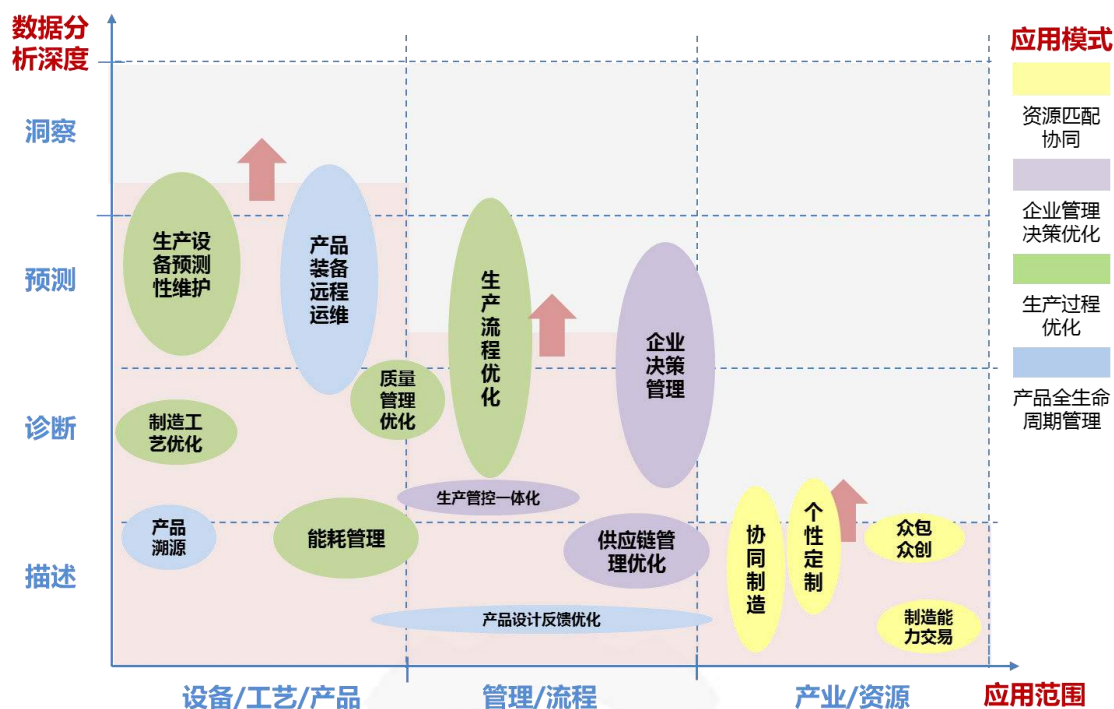 数据分
析深度
洞察
预测
诊断
描述
生产设
备预测
性维护
产品
装备
远程
运维
生
产
流
程
优
化
企业
决策
管理
质量
管理
优化
制造工
艺优化
生产管控一体化
产品
溯源
能耗管理
供应链管
理优化
产品设计反馈优化
协
同
制
造
个
性
定
制
众包
众创
制造能
力交易
设备/工艺/产品
管理/流程
产业/资源
应用范围
应用模式
资源匹配
协同
企业管理
决策优化
生产过程
优化
产品全生命
周期管理